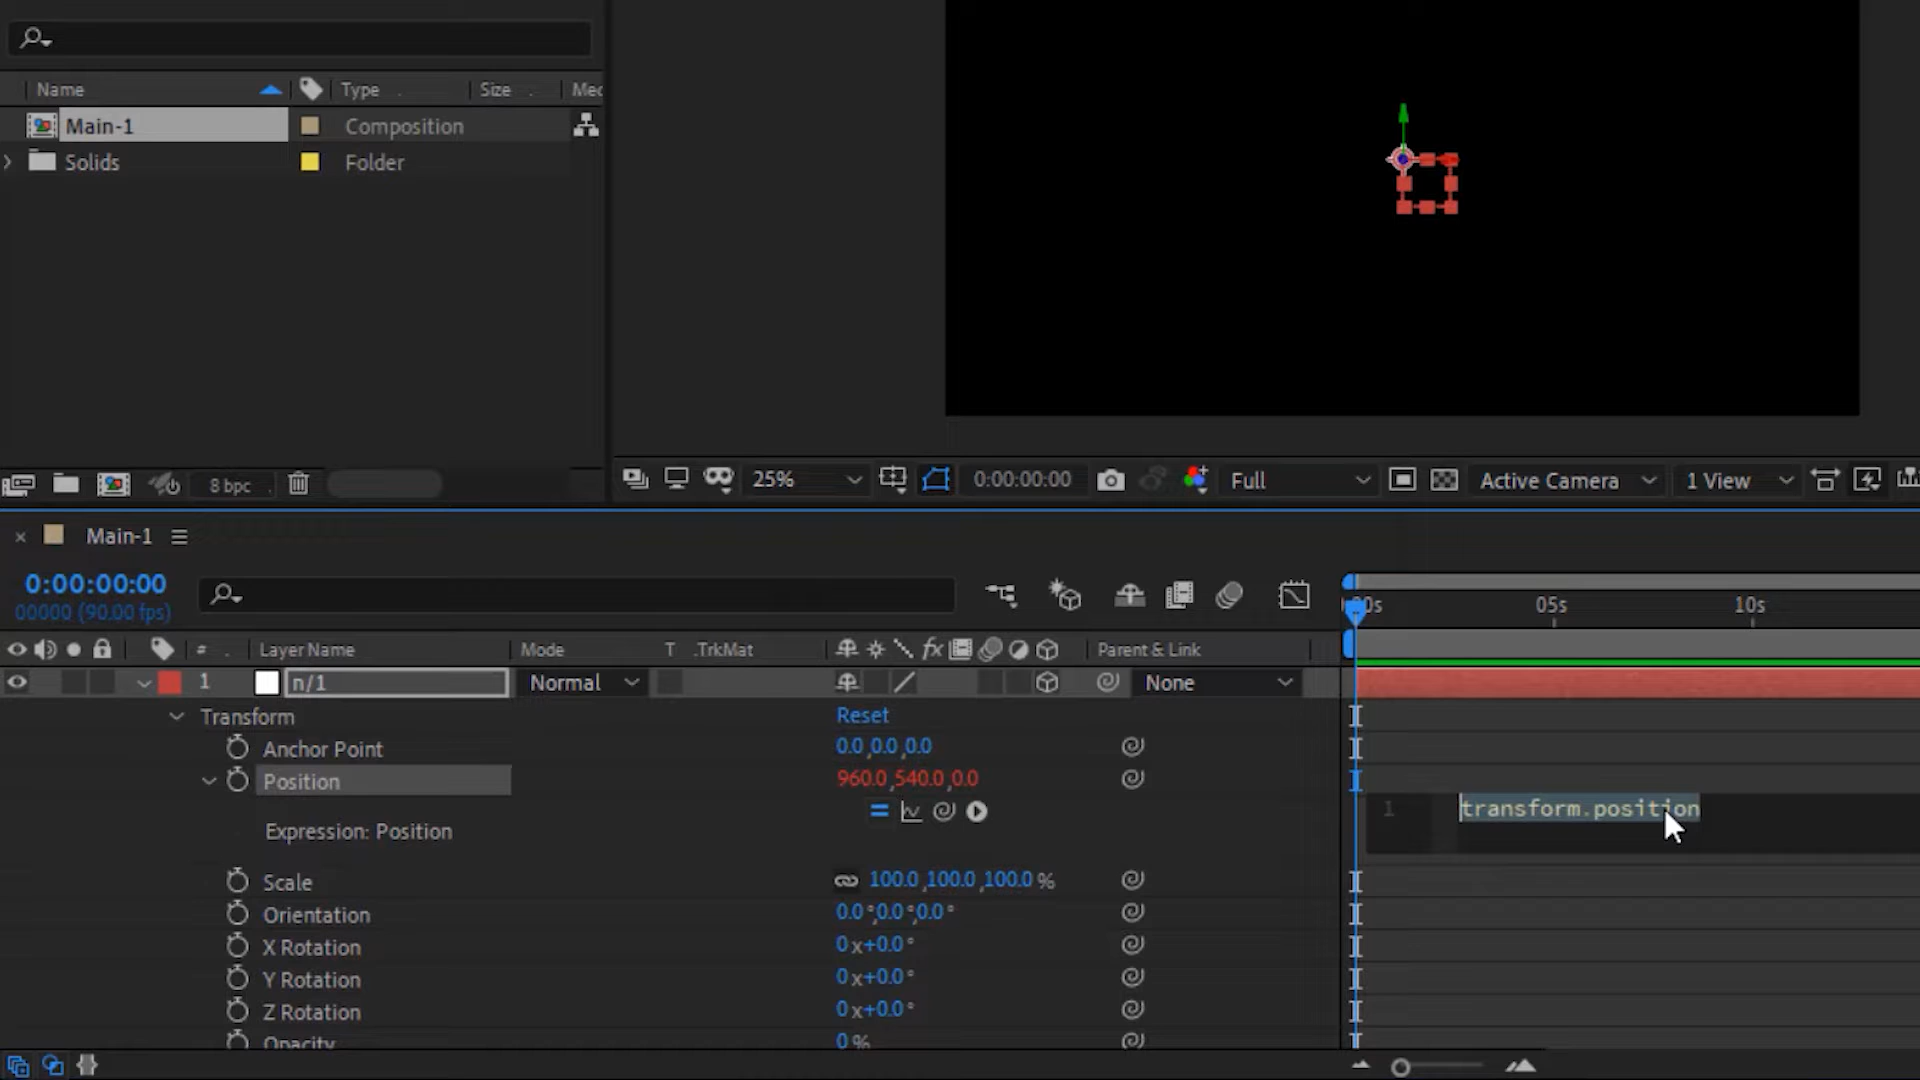 Name Type Size Med
Main-1 Composition
Solids Folder
8 bpc
25% 0:00:00:00 Full Active Camera 1 View
Main-1
0:00:00:00
00000 (90.00 fps)
00s 05s 10s
# Layer Name Mode T .TrkMat fx Parent & Link
1 n/1 Normal None
Transform Reset
Anchor Point 0.0,0.0,0.0
Position 960.0,540.0,0.0
1 transform.position
Expression: Position
Scale 100.0,100.0,100.0 %
Orientation 0.0°,0.0°,0.0°
X Rotation 0x+0.0°
Y Rotation 0x+0.0°
Z Rotation 0x+0.0°
Opacity 0%